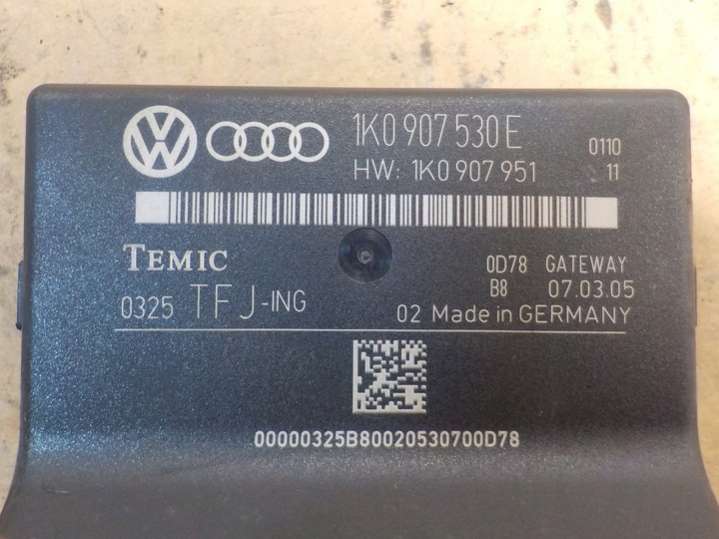 1K0 907 530 E
HW: 1K0 907 951
0110
11
TEMIC
0D78 GATEWAY
B8 07.03.05
0325 TFJ-ING
02 Made in GERMANY
00000325B80020530700D78